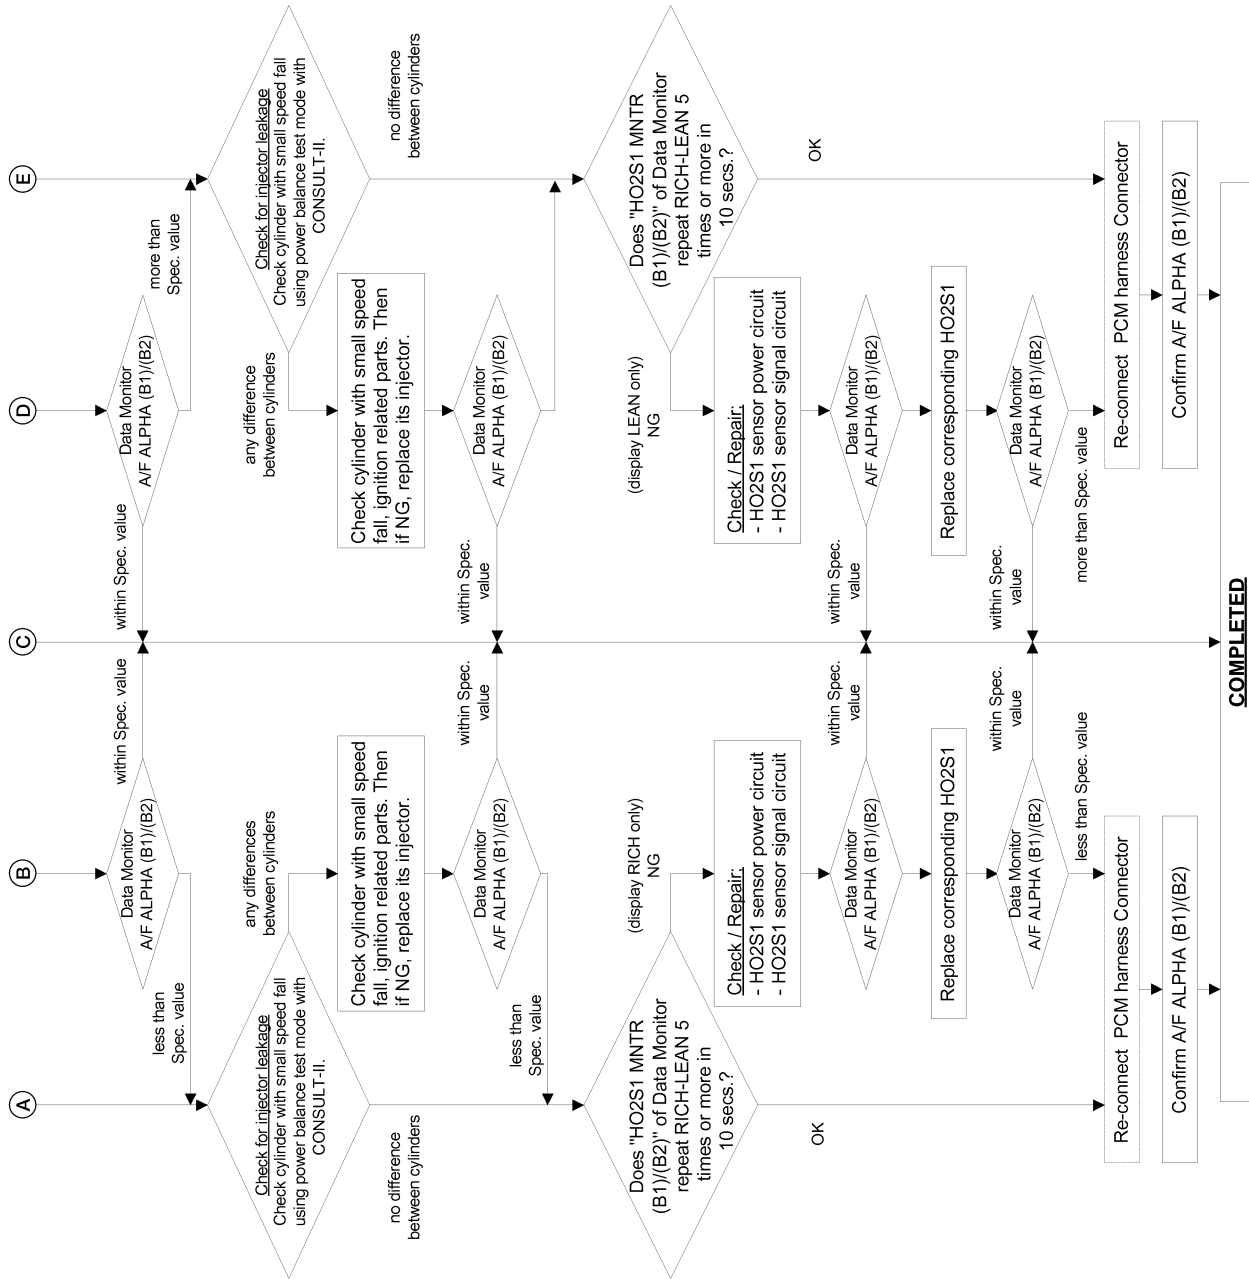 A
B
C
D
E
Data Monitor
A/F ALPHA (B1)/(B2)
within Spec. value
within Spec. value
Data Monitor
A/F ALPHA (B1)/(B2)
less than
Spec. value
more than
Spec. value
Check for injector leakage
Check cylinder with small speed fall
using power balance test mode with
CONSULT-II.
any differences
between cylinders
any difference
between cylinders
Check for injector leakage
Check cylinder with small speed fall
using power balance test mode with
CONSULT-II.
no difference
between cylinders
Check cylinder with small speed
fall, ignition related parts. Then
if NG, replace its injector.
Check cylinder with small speed
fall, ignition related parts. Then
if NG, replace its injector.
no difference
between cylinders
Data Monitor
A/F ALPHA (B1)/(B2)
within Spec.
value
within Spec.
value
Data Monitor
A/F ALPHA (B1)/(B2)
less than
Spec. value
Does "HO2S1 MNTR
(B1)/(B2)" of Data Monitor
repeat RICH-LEAN 5
times or more in
10 secs.?
(display RICH only)
NG
(display LEAN only)
NG
Does "HO2S1 MNTR
(B1)/(B2)" of Data Monitor
repeat RICH-LEAN 5
times or more in
10 secs.?
OK
Check / Repair:
- HO2S1 sensor power circuit
- HO2S1 sensor signal circuit
Check / Repair:
- HO2S1 sensor power circuit
- HO2S1 sensor signal circuit
OK
Data Monitor
A/F ALPHA (B1)/(B2)
within Spec.
value
within Spec.
value
Data Monitor
A/F ALPHA (B1)/(B2)
Replace corresponding HO2S1
Replace corresponding HO2S1
Data Monitor
A/F ALPHA (B1)/(B2)
within Spec.
value
within Spec.
value
Data Monitor
A/F ALPHA (B1)/(B2)
less than Spec. value
more than Spec. value
Re-connect PCM harness Connector
Re-connect PCM harness Connector
Confirm A/F ALPHA (B1)/(B2)
Confirm A/F ALPHA (B1)/(B2)
COMPLETED